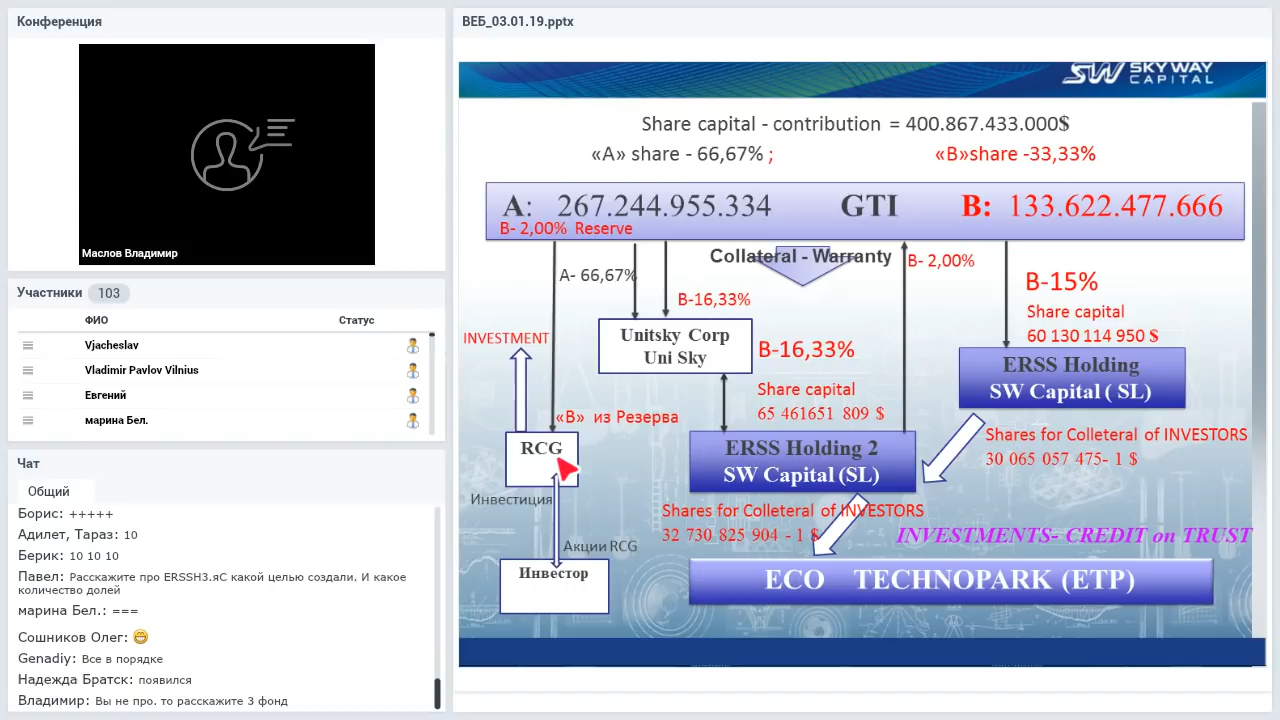 Конференция
Маслов Владимир
Участники 103
ФИО Статус
Vjacheslav
Vladimir Pavlov Vilnius
Евгений
марина Бел.
Чат
Общий
Борис: +++++
Адилет, Тараз: 10
Берик: 10 10 10
Павел: Расскажите про ERSSH3.яС какой целью создали. И какое
количество долей
марина Бел.: ===
Сошников Олег: 😁
Genadiy: Все в порядке
Надежда Братск: появился
Владимир: Вы не про. то расскажите 3 фонд
ВЕБ_03.01.19.pptx
SW SKY WAY
CAPITAL
Share capital - contribution = 400.867.433.000$
«A» share - 66,67% ; «B»share -33,33%
A: 267.244.955.334 GTI B: 133.622.477.666
B- 2,00% Reserve
Collateral - Warranty
B- 2,00%
A- 66,67%
B-15%
B-16,33%
Share capital
60 130 114 950 $
INVESTMENT
Unitsky Corp
Uni Sky
B-16,33%
ERSS Holding
SW Capital ( SL)
Share capital
65 461651 809 $
«B» из Резерва
RCG
ERSS Holding 2
SW Capital (SL)
Shares for Colleteral of INVESTORS
30 065 057 475- 1 $
Инвестиция
Shares for Colleteral of INVESTORS
32 730 825 904 - 1 $
INVESTMENTS- CREDIT on TRUST
Акции RCG
Инвестор
ECO TECHNOPARK (ETP)